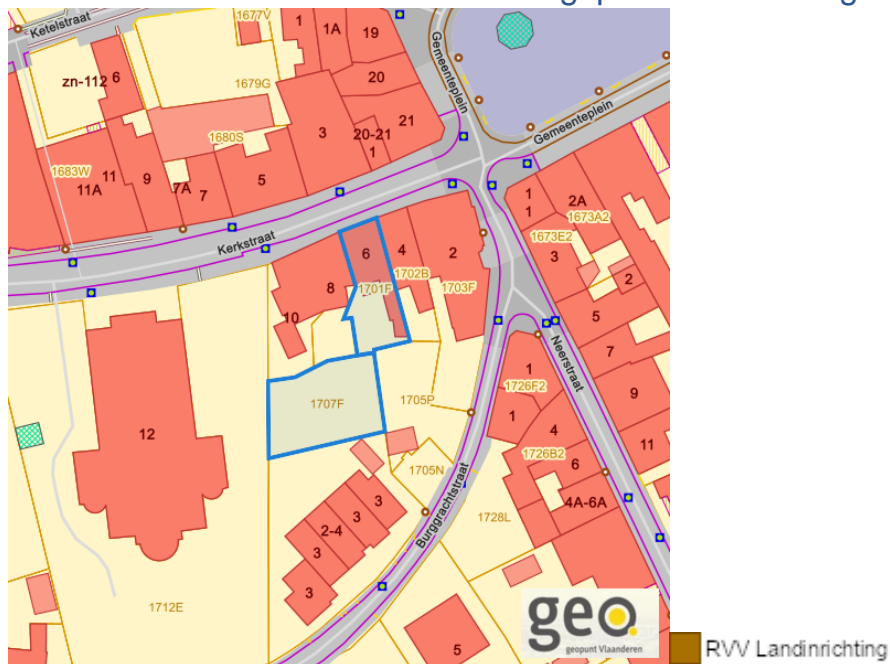 Ketelstraat
1677V
1
1A
19
Gemeenteplein
zn-112
6
1679G
20
Gemeenteplein
1680S
3
20-21
21
1
1683W
11
11A
9
7A
7
5
1
1
2A
1673A2
1673E2
Kerkstraat
6
4
1702B
2
3
2
8
1701F
1703F
10
5
Neerstraat
7
1
1726F2
1707F
1705P
1
9
12
4
1726B2
11
1705N
6
3
2-4
3
4A-6A
3
3
Burggrachtstraat
1728L
1712E
5
geo.
geopunt Vlaanderen
RVV Landinrichting